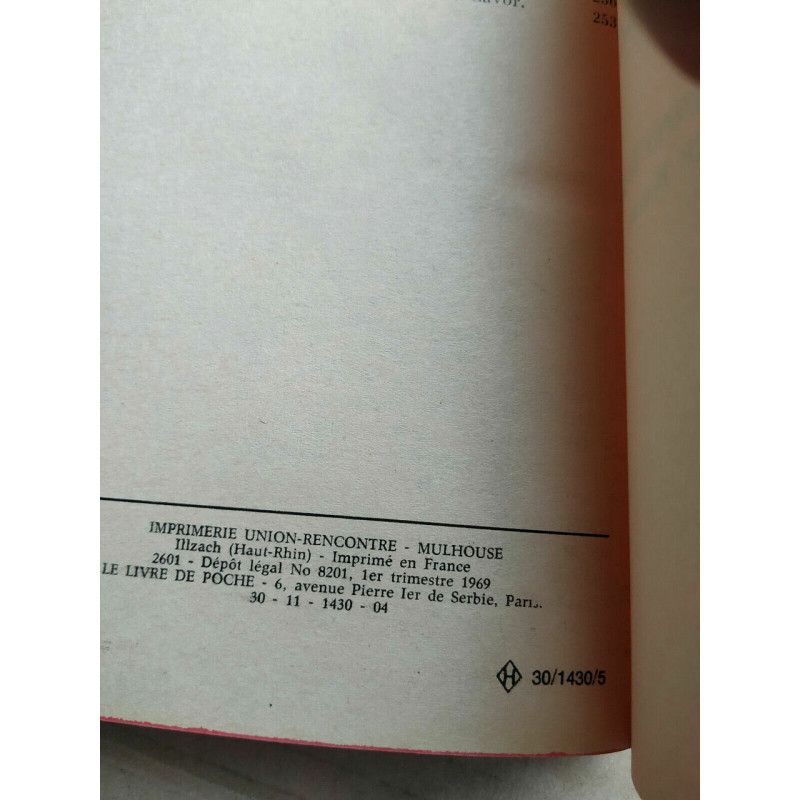 253
IMPRIMERIE UNION-RENCONTRE - MULHOUSE
Illzach (Haut-Rhin) - Imprimé en France
2601 - Dépôt légal No 8201, 1er trimestre 1969
LE LIVRE DE POCHE - 6, avenue Pierre Ier de Serbie, Paris.
30 - 11 - 1430 - 04
H 30/1430/5